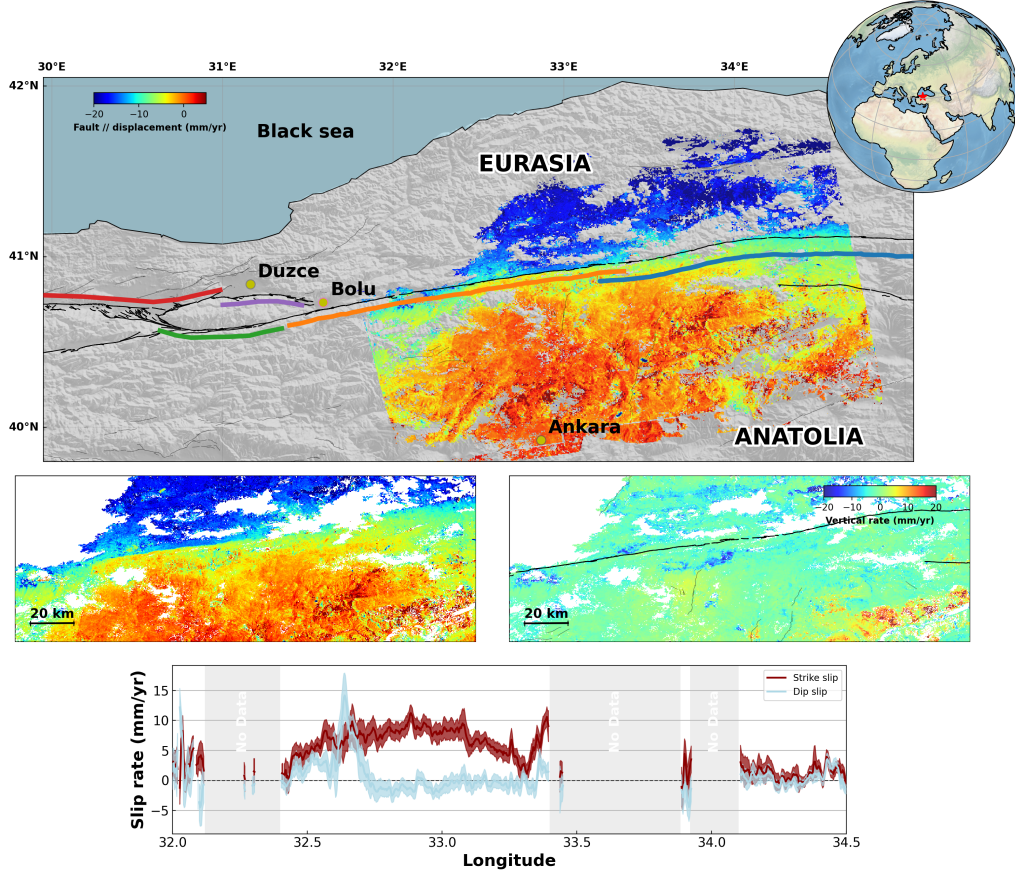 30°E 31°E 32°E 33°E 34°E
42°N
−20 −10 0
Fault // displacement (mm/yr)
Black sea
EURASIA
41°N
Duzce
Bolu
40°N
Ankara
ANATOLIA
20 km
−20 −10 0 10 20
Vertical rate (mm/yr)
20 km
Slip rate (mm/yr)
15
10
5
0
−5
No Data
No Data
No Data
Strike slip
Dip slip
32.0 32.5 33.0 33.5 34.0 34.5
Longitude